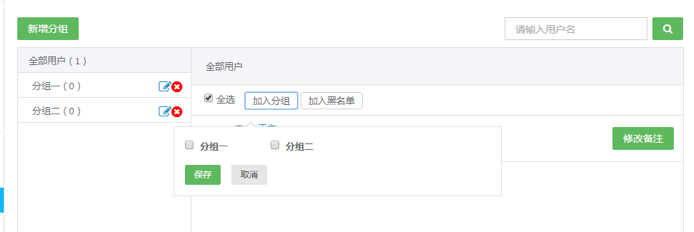 新增分组
请输入用户名
全部用户 ( 1 )
全部用户
分组一 ( 0 )
分组二 ( 0 )
全选 加入分组 加入黑名单
修改备注
分组一 分组二
保存 取消